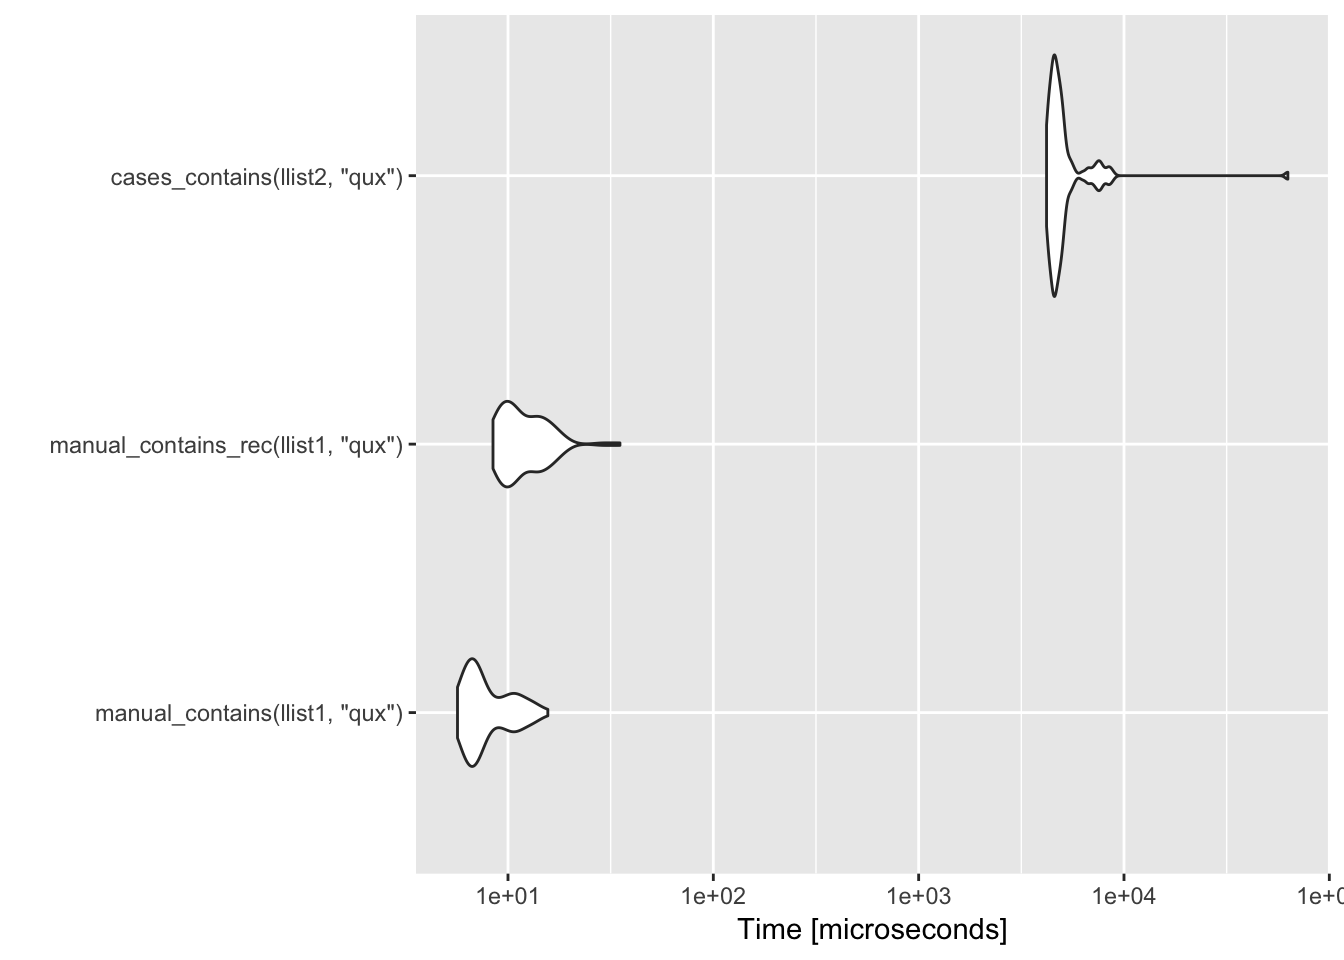 cases_contains(llist2, "qux")
manual_contains_rec(llist1, "qux")
manual_contains(llist1, "qux")
1e+01 1e+02 1e+03 1e+04
Time [microseconds]